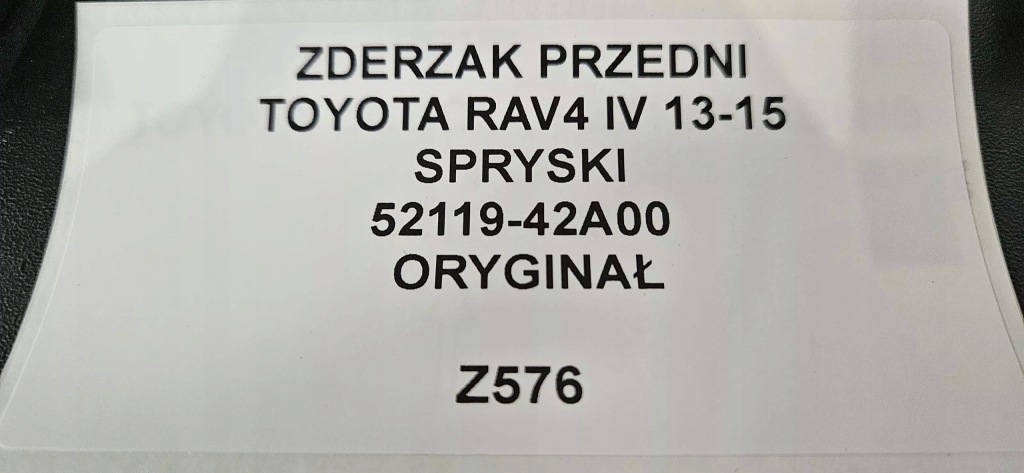 ZDERZAK PRZEDNI
TOYOTA RAV4 IV 13-15
SPRYSKI
52119-42A00
ORYGINAŁ
Z576